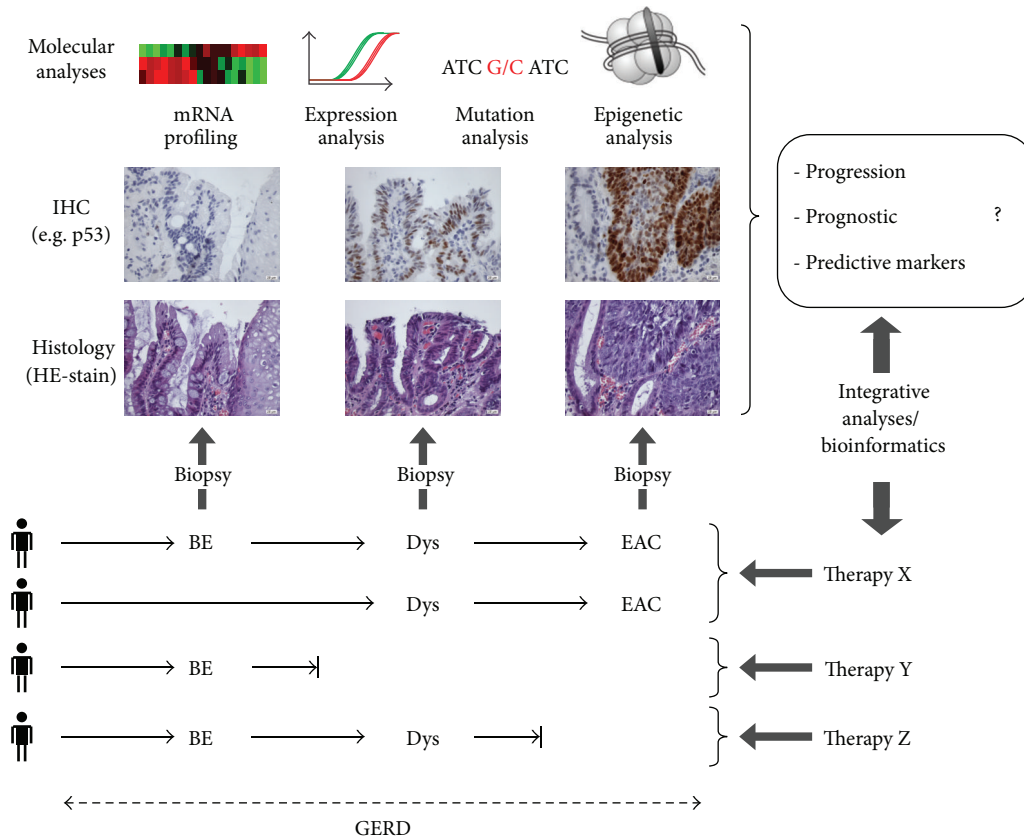 Molecular
analyses
ATC G/C ATC
mRNA
profiling
Expression
analysis
Mutation
analysis
Epigenetic
analysis
IHC
(e.g. p53)
Histology
(HE-stain)
- Progression
- Prognostic ?
- Predictive markers
Integrative
analyses/
bioinformatics
Biopsy Biopsy Biopsy
BE Dys EAC
Therapy X
Dys EAC
BE
Therapy Y
BE Dys
Therapy Z
GERD